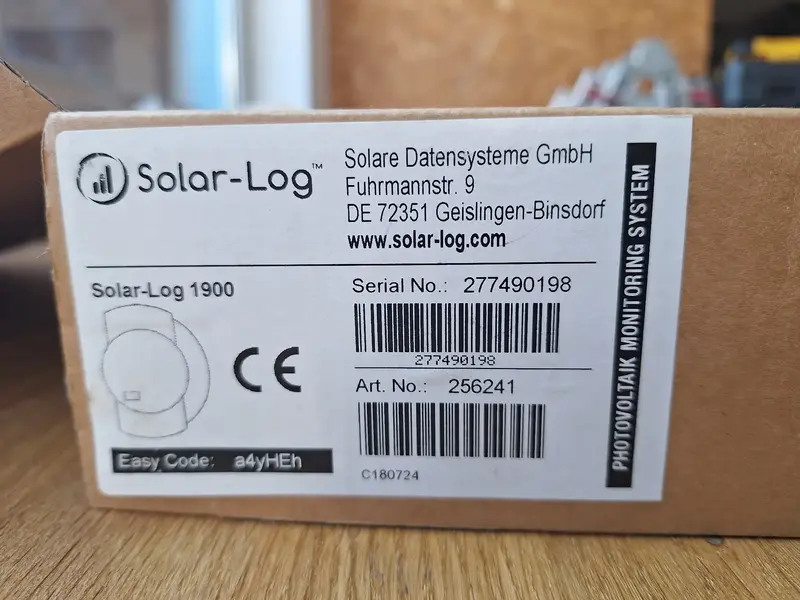 Solar-Log™
Solare Datensysteme GmbH
Fuhrmannstr. 9
DE 72351 Geislingen-Binsdorf
www.solar-log.com
Solar-Log 1900
CE
Easy Code: a4yHEh
Serial No.: 277490198
277490198
Art. No.: 256241
C180724
PHOTOVOLTAIK MONITORING SYSTEM